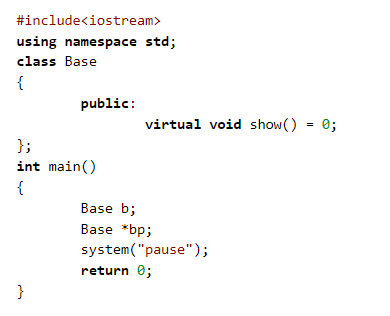 #include<iostream>
using namespace std;
class Base
{
        public:
                virtual void show() = 0;
};
int main()
{
        Base b;
        Base *bp;
        system("pause");
        return 0;
}